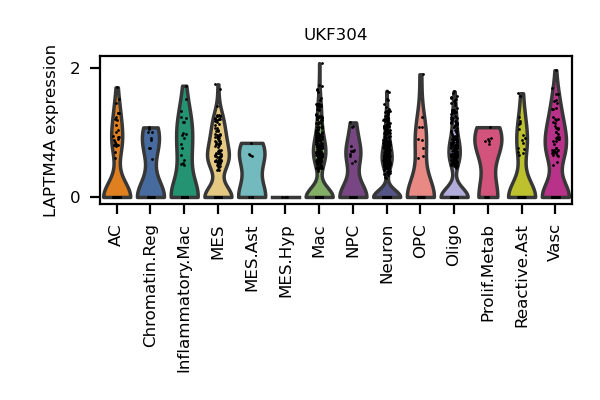 UKF304
LAPTM4A expression
2
0
AC
Chromatin.Reg
Inflammatory.Mac
MES
MES.Ast
MES.Hyp
Mac
NPC
Neuron
OPC
Oligo
Prolif.Metab
Reactive.Ast
Vasc